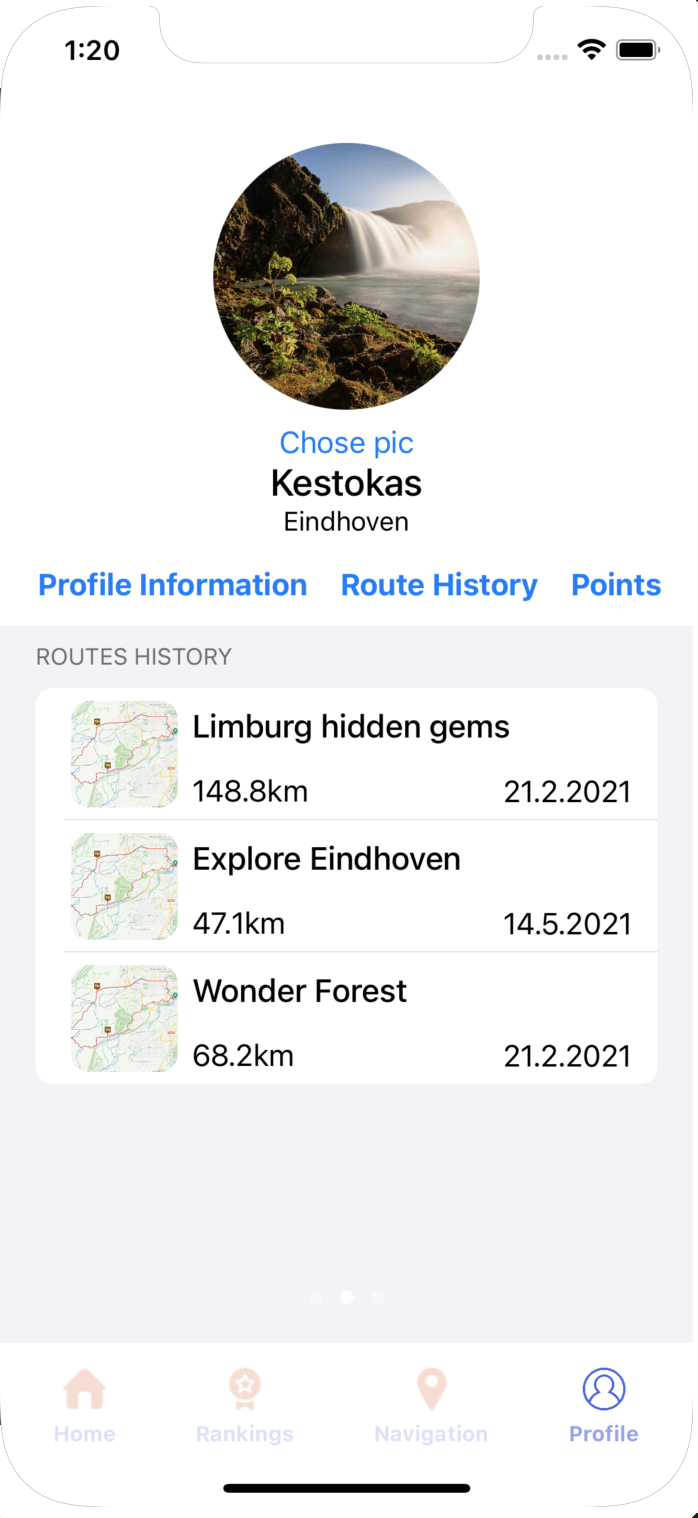 1:20
Chose pic
Kestokas
Eindhoven
Profile Information Route History Points
ROUTES HISTORY
Limburg hidden gems
148.8km 21.2.2021
Explore Eindhoven
47.1km 14.5.2021
Wonder Forest
68.2km 21.2.2021
Home Rankings Navigation Profile